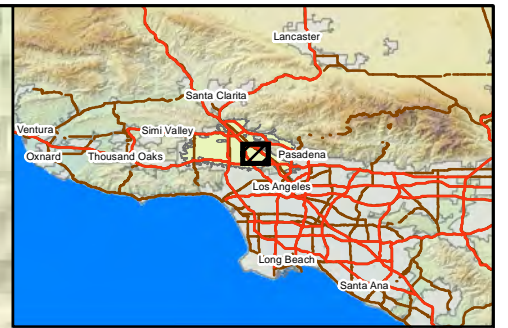 Lancaster
Santa Clarita
Ventura
Simi Valley
Oxnard
Thousand Oaks
Pasadena
Los Angeles
Long Beach
Santa Ana